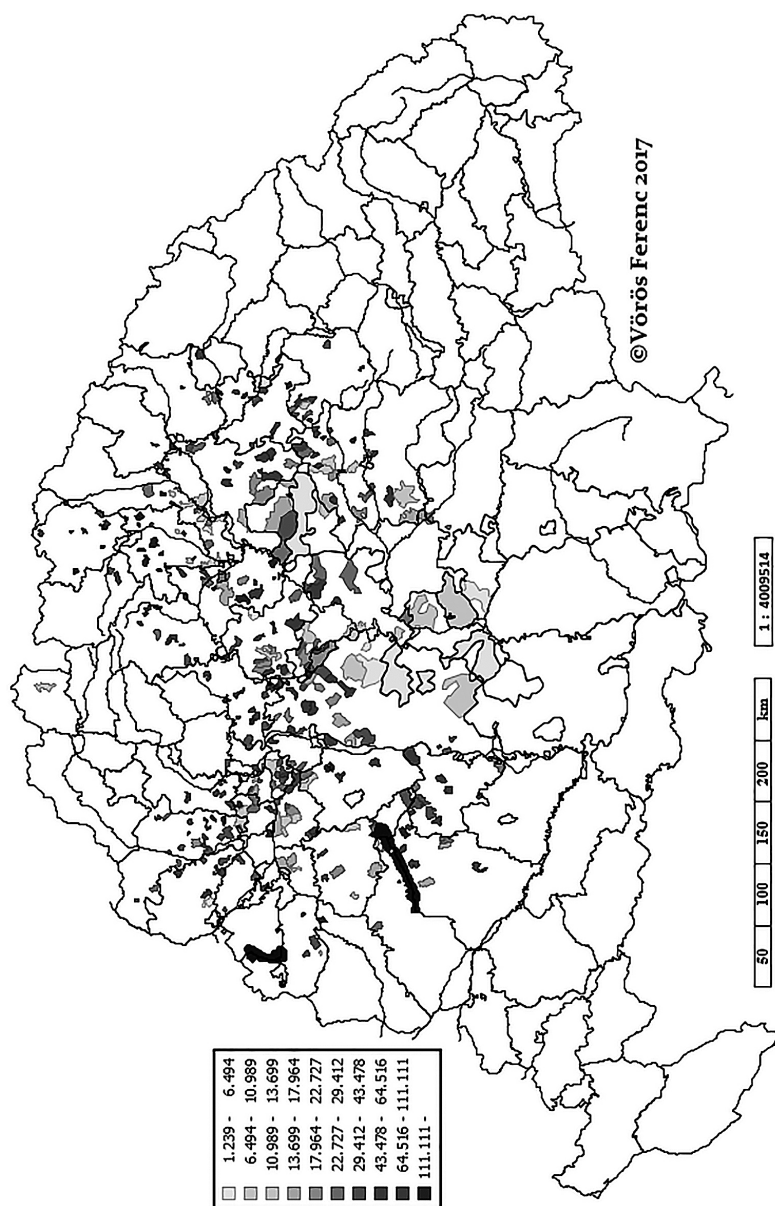 1.239 - 6.494
6.494 - 10.989
10.989 - 13.699
13.699 - 17.964
17.964 - 22.727
22.727 - 29.412
29.412 - 43.478
43.478 - 64.516
64.516 - 111.111
111.111 -
50 100 150 200 km
1 : 4009514
©Vörös Ferenc 2017